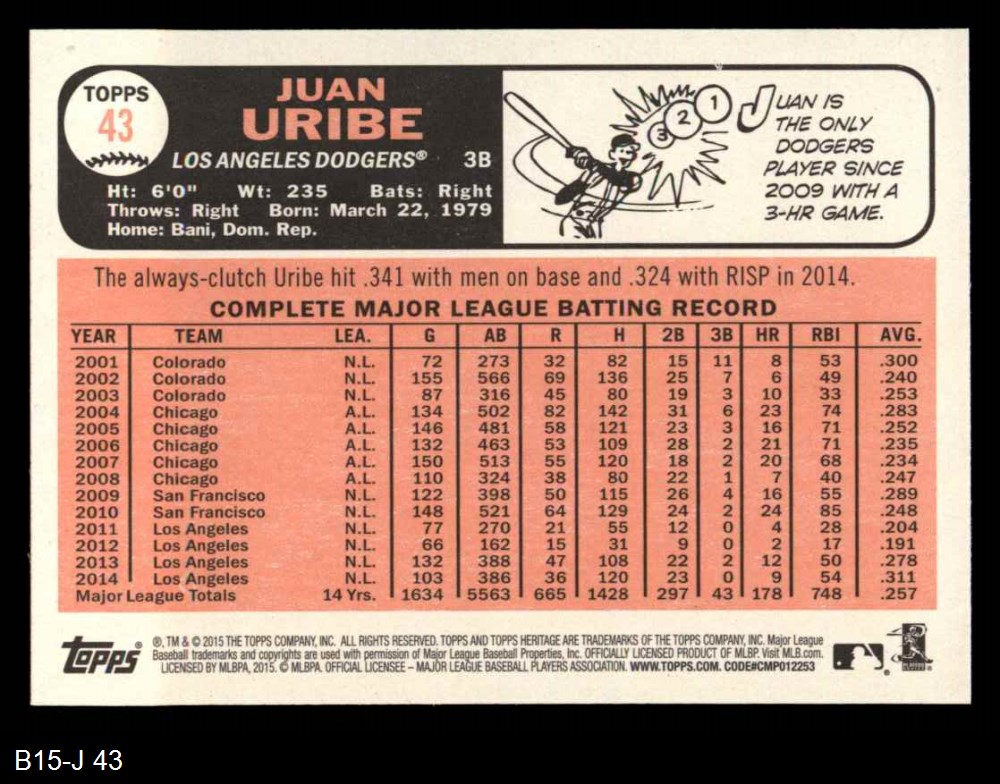 TOPPS
43
JUAN
URIBE
LOS ANGELES DODGERS® 3B
Ht: 6'0" Wt: 235 Bats: Right
Throws: Right Born: March 22, 1979
Home: Bani, Dom. Rep.
1
2
3
JUAN IS
THE ONLY
DODGERS
PLAYER SINCE
2009 WITH A
3-HR GAME.
The always-clutch Uribe hit .341 with men on base and .324 with RISP in 2014.
COMPLETE MAJOR LEAGUE BATTING RECORD
YEAR TEAM LEA. G AB R H 2B 3B HR RBI AVG.
2001 Colorado N.L. 72 273 32 82 15 11 8 53 .300
2002 Colorado N.L. 155 566 69 136 25 7 6 49 .240
2003 Colorado N.L. 87 316 45 80 19 3 10 33 .253
2004 Chicago A.L. 134 502 82 142 31 6 23 74 .283
2005 Chicago A.L. 146 481 58 121 23 3 16 71 .252
2006 Chicago A.L. 132 463 53 109 28 2 21 71 .235
2007 Chicago A.L. 150 513 55 120 18 2 20 68 .234
2008 Chicago A.L. 110 324 38 80 22 1 7 40 .247
2009 San Francisco N.L. 122 398 50 115 26 4 16 55 .289
2010 San Francisco N.L. 148 521 64 129 24 2 24 85 .248
2011 Los Angeles N.L. 77 270 21 55 12 0 4 28 .204
2012 Los Angeles N.L. 66 162 15 31 9 0 2 17 .191
2013 Los Angeles N.L. 132 388 47 108 22 2 12 50 .278
2014 Los Angeles N.L. 103 386 36 120 23 0 9 54 .311
Major League Totals 14 Yrs. 1634 5563 665 1428 297 43 178 748 .257
Topps®
®, TM & © 2015 THE TOPPS COMPANY, INC. ALL RIGHTS RESERVED. TOPPS AND TOPPS HERITAGE ARE TRADEMARKS OF THE TOPPS COMPANY, INC. Major League
Baseball trademarks and copyrights are used with permission of Major League Baseball Properties, Inc. OFFICIALLY LICENSED PRODUCT OF MLBP. Visit MLB.com.
LICENSED BY MLBPA, 2015. © MLBPA. OFFICIAL LICENSEE – MAJOR LEAGUE BASEBALL PLAYERS ASSOCIATION. WWW.TOPPS.COM. CODE#CMP012253
B15-J 43